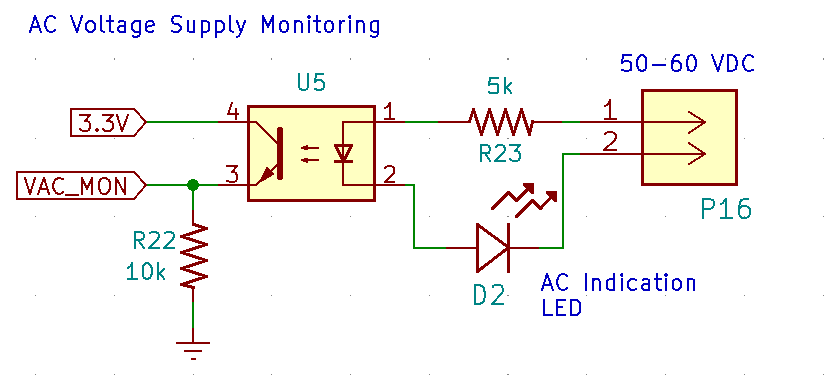 AC Voltage Supply Monitoring
50-60 VDC
U5
5k
4
1
1
3.3V
R23
2
3
2
VAC_MON
P16
R22
10k
D2
AC Indication
LED